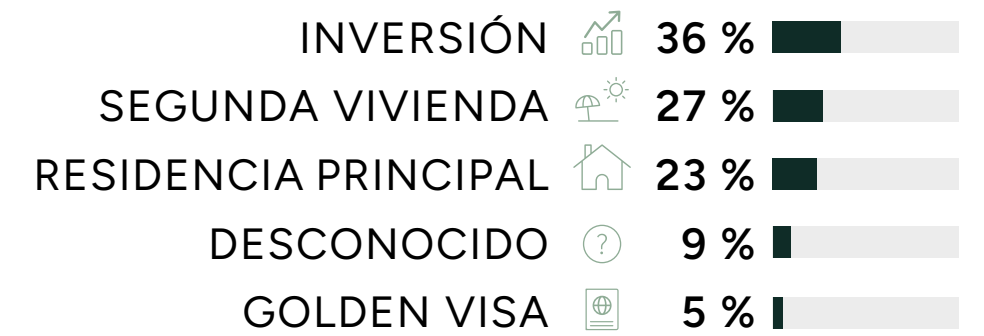 INVERSIÓN 36 %
SEGUNDA VIVIENDA 27 %
RESIDENCIA PRINCIPAL 23 %
DESCONOCIDO ? 9 %
GOLDEN VISA 5 %